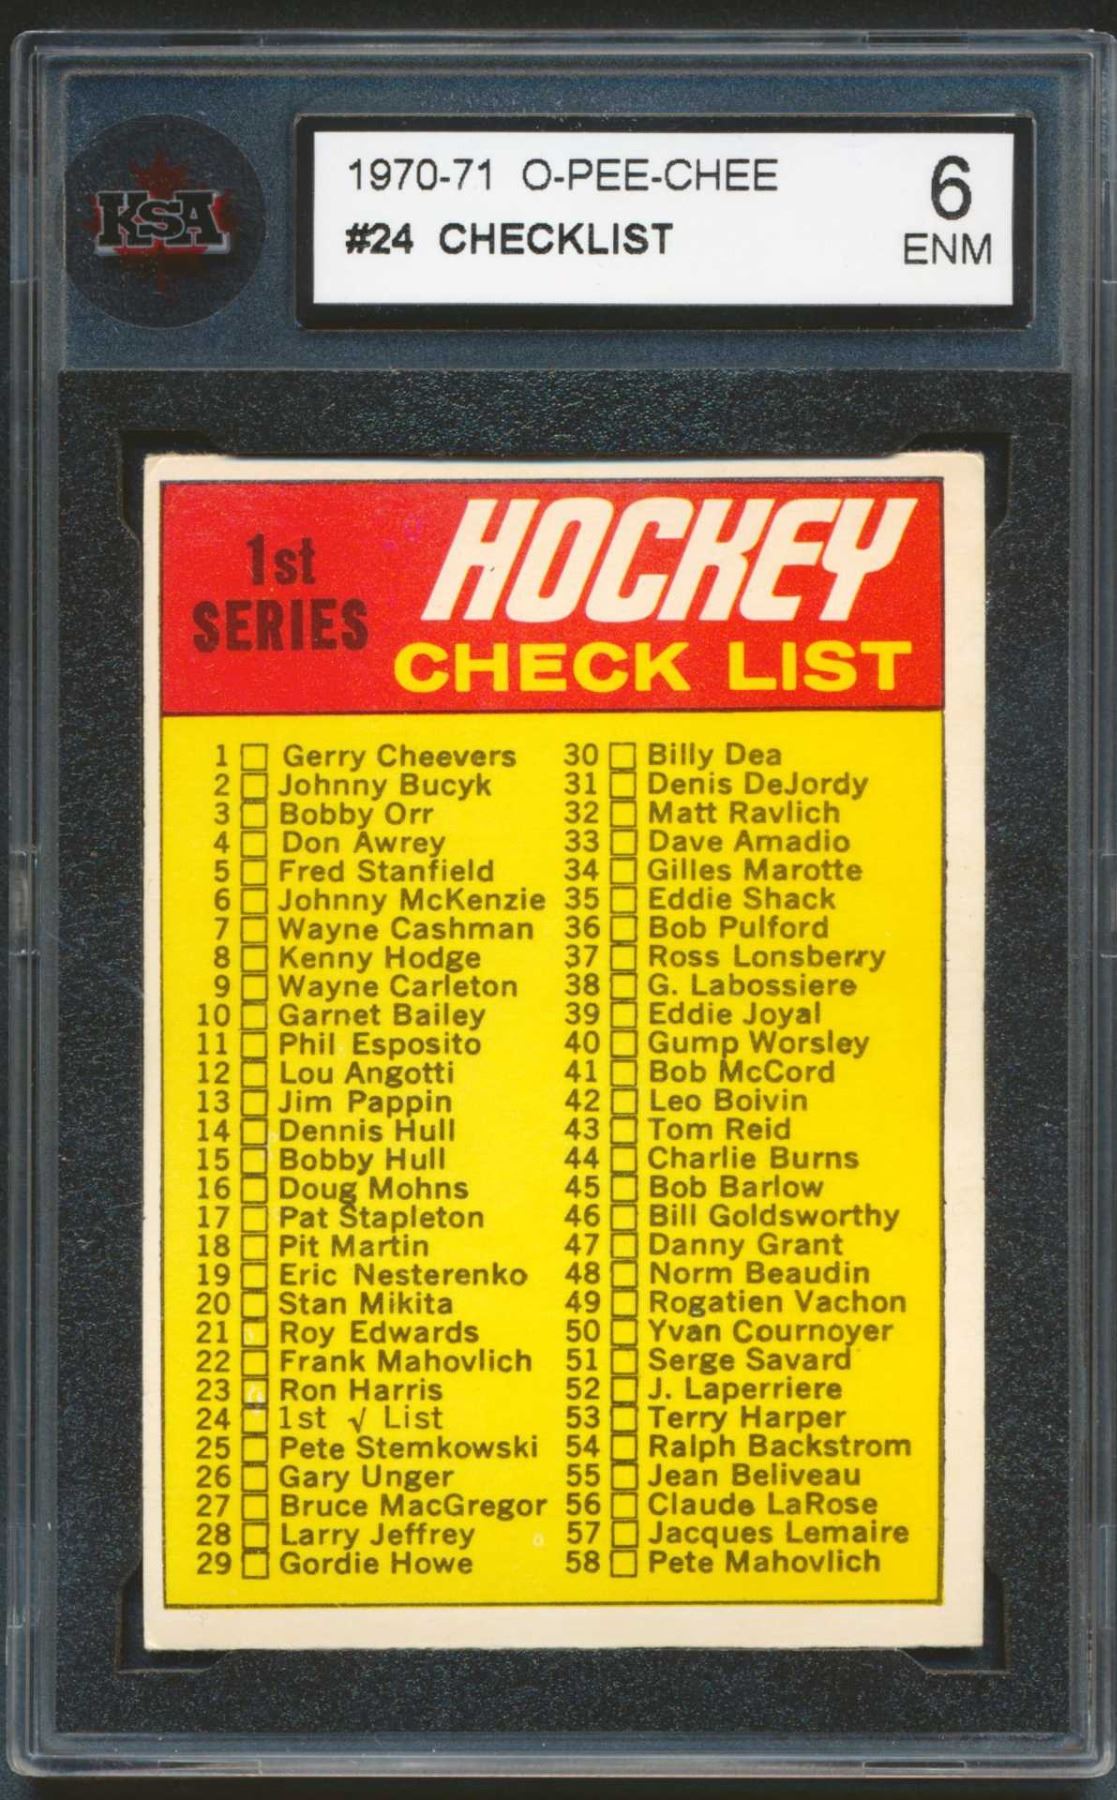 KSA
1970-71 O-PEE-CHEE
#24 CHECKLIST
6
ENM
1st
SERIES
HOCKEY
CHECK LIST
1 Gerry Cheevers
2 Johnny Bucyk
3 Bobby Orr
4 Don Awrey
5 Fred Stanfield
6 Johnny McKenzie
7 Wayne Cashman
8 Kenny Hodge
9 Wayne Carleton
10 Garnet Bailey
11 Phil Esposito
12 Lou Angotti
13 Jim Pappin
14 Dennis Hull
15 Bobby Hull
16 Doug Mohns
17 Pat Stapleton
18 Pit Martin
19 Eric Nesterenko
20 Stan Mikita
21 Roy Edwards
22 Frank Mahovlich
23 Ron Harris
24 1st √ List
25 Pete Stemkowski
26 Gary Unger
27 Bruce MacGregor
28 Larry Jeffrey
29 Gordie Howe
30 Billy Dea
31 Denis DeJordy
32 Matt Ravlich
33 Dave Amadio
34 Gilles Marotte
35 Eddie Shack
36 Bob Pulford
37 Ross Lonsberry
38 G. Labossiere
39 Eddie Joyal
40 Gump Worsley
41 Bob McCord
42 Leo Boivin
43 Tom Reid
44 Charlie Burns
45 Bob Barlow
46 Bill Goldsworthy
47 Danny Grant
48 Norm Beaudin
49 Rogatien Vachon
50 Yvan Cournoyer
51 Serge Savard
52 J. Laperriere
53 Terry Harper
54 Ralph Backstrom
55 Jean Beliveau
56 Claude LaRose
57 Jacques Lemaire
58 Pete Mahovlich